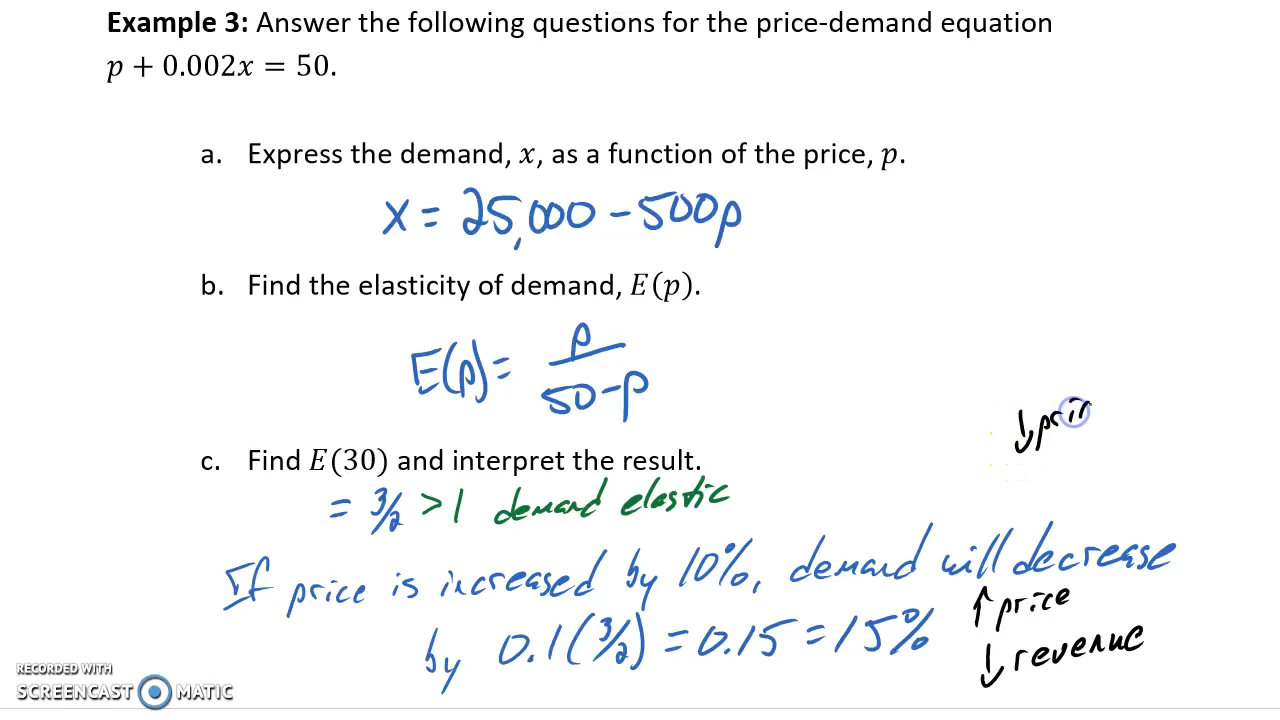 Example 3: Answer the following questions for the price-demand equation
p + 0.002x = 50.
a. Express the demand, x, as a function of the price, p.
x = 25,000 - 500p
b. Find the elasticity of demand, E(p).
E(p) = p / 50-p
↓ pri
c. Find E(30) and interpret the result.
= 3/2 > 1 demand elastic
If price is increased by 10%, demand will decrease
↑ price
by 0.1(3/2) = 0.15 = 15%
↓ revenue
RECORDED WITH
SCREENCAST MATIC